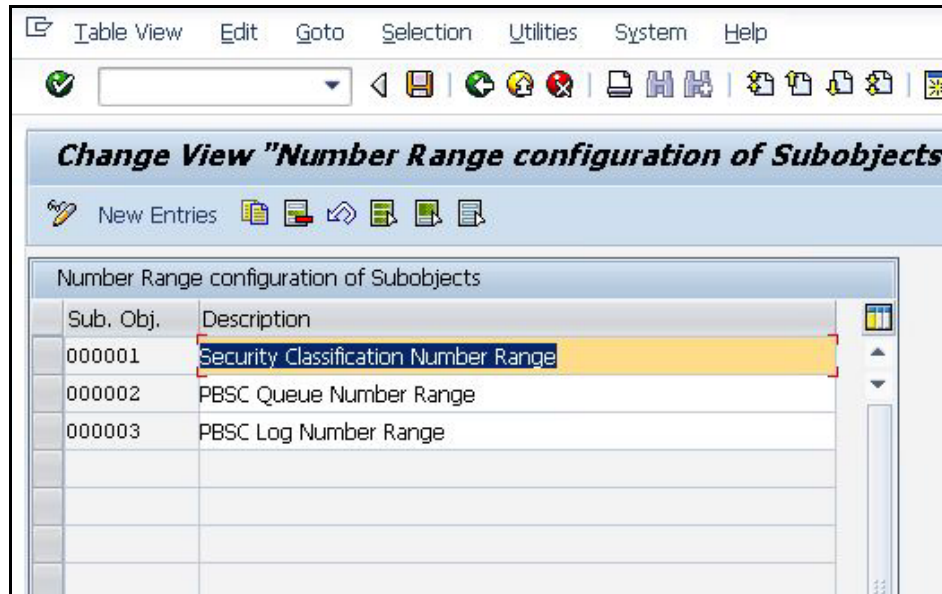 Table View Edit Goto Selection Utilities System Help
Change View "Number Range configuration of Subobjects
New Entries
Number Range configuration of Subobjects
Sub. Obj. Description
000001 Security Classification Number Range
000002 PBSC Queue Number Range
000003 PBSC Log Number Range